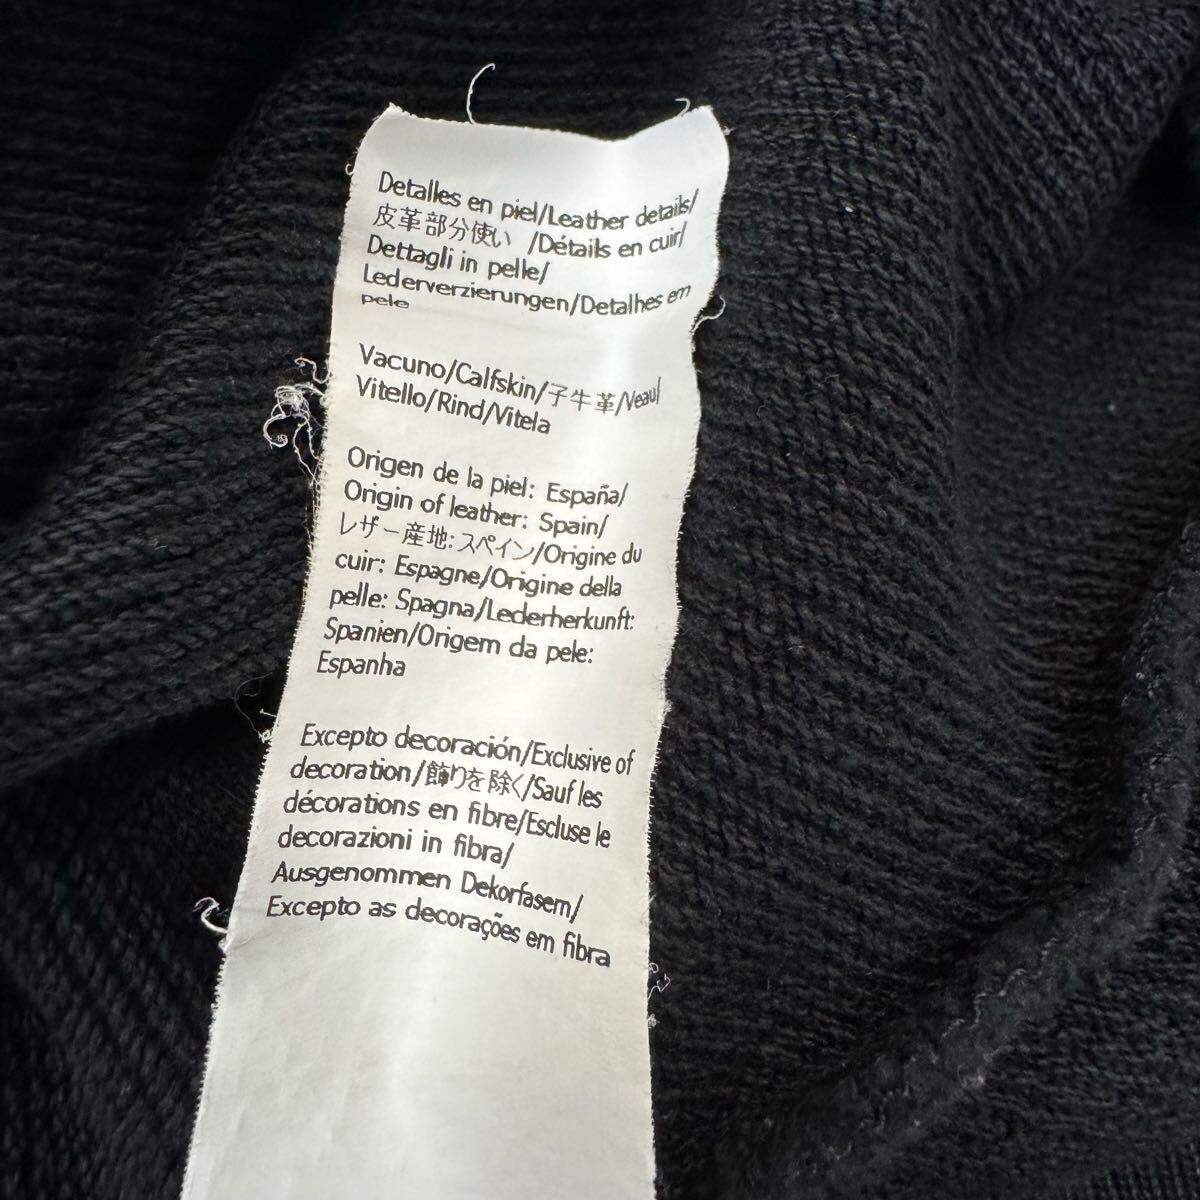 Detalles en piel/Leather details/
皮革部分使い /Détails en cuir/
Dettagli in pelle/
Lederverzierungen/Detalhes em
pele
Vacuno/Calfskin/子牛革/Veau/
Vitello/Rind/Vitela
Origen de la piel: España/
Origin of leather: Spain/
レザー産地:スペイン/Origine du
cuir: Espagne/Origine della
pelle: Spagna/Lederherkunft:
Spanien/Origem da pele:
Espanha
Excepto decoración/Exclusive of
decoration/飾りを除く/Sauf les
décorations en fibre/Escluse le
decorazioni in fibra/
Ausgenommen Dekorfasern/
Excepto as decorações em fibra